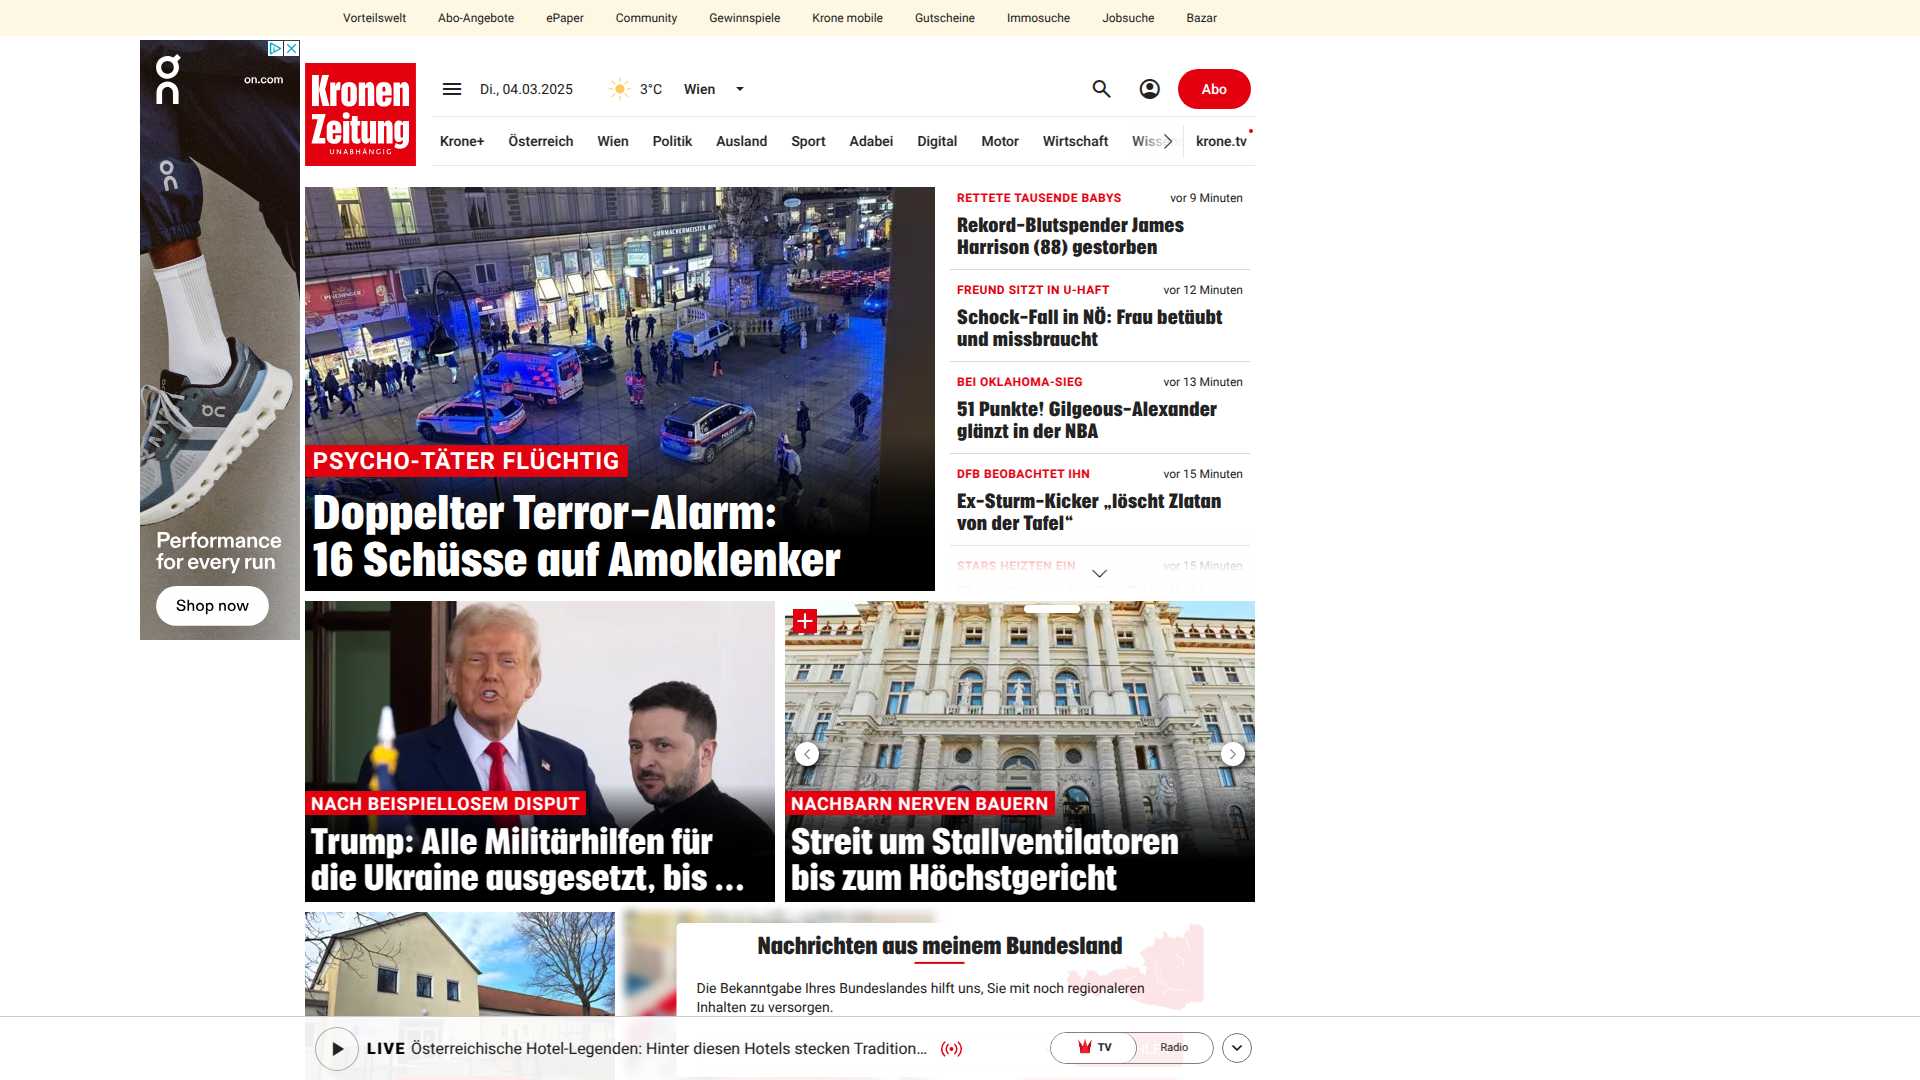 Vorteilswelt
Abo-Angebote
ePaper
Community
Gewinnspiele
Krone mobile
Gutscheine
Immosuche
Jobsuche
Bazar
on.com
Performance
for every run
Shop now
Kronen
Zeitung
UNABHÄNGIG
Di., 04.03.2025
3°C
Wien
Abo
Krone+
Österreich
Wien
Politik
Ausland
Sport
Adabei
Digital
Motor
Wirtschaft
krone.tv
PSYCHO-TÄTER FLÜCHTIG
Doppelter Terror-Alarm:
16 Schüsse auf Amoklenker
RETTETE TAUSENDE BABYS
vor 9 Minuten
Rekord-Blutspender James
Harrison (88) gestorben
FREUND SITZT IN U-HAFT
vor 12 Minuten
Schock-Fall in NÖ: Frau betäubt
und missbraucht
BEI OKLAHOMA-SIEG
vor 13 Minuten
51 Punkte! Gilgeous-Alexander
glänzt in der NBA
DFB BEOBACHTET IHN
vor 15 Minuten
Ex-Sturm-Kicker „löscht Zlatan
von der Tafel“
STARS HEIZTEN EIN
vor 15 Minuten
NACH BEISPIELLOSEM DISPUT
Trump: Alle Militärhilfen für
die Ukraine ausgesetzt, bis ...
NACHBARN NERVEN BAUERN
Streit um Stallventilatoren
bis zum Höchstgericht
Nachrichten aus meinem Bundesland
Die Bekanntgabe Ihres Bundeslandes hilft uns, Sie mit noch regionaleren
Inhalten zu versorgen.
LIVE Österreichische Hotel-Legenden: Hinter diesen Hotels stecken Tradition...
TV
Radio